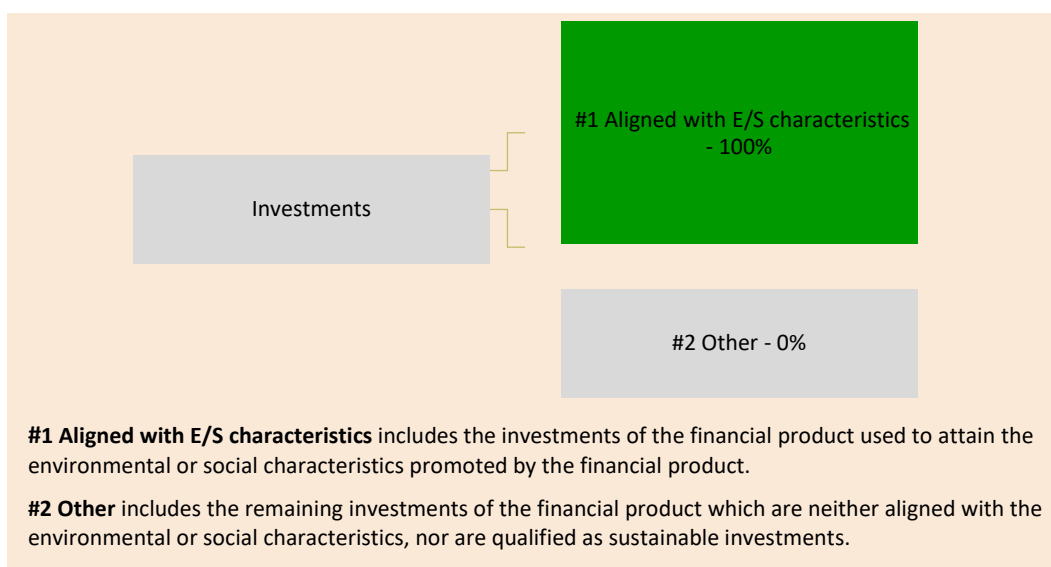 #1 Aligned with E/S characteristics
- 100%
Investments
#2 Other - 0%
#1 Aligned with E/S characteristics includes the investments of the financial product used to attain the
environmental or social characteristics promoted by the financial product.
#2 Other includes the remaining investments of the financial product which are neither aligned with the
environmental or social characteristics, nor are qualified as sustainable investments.